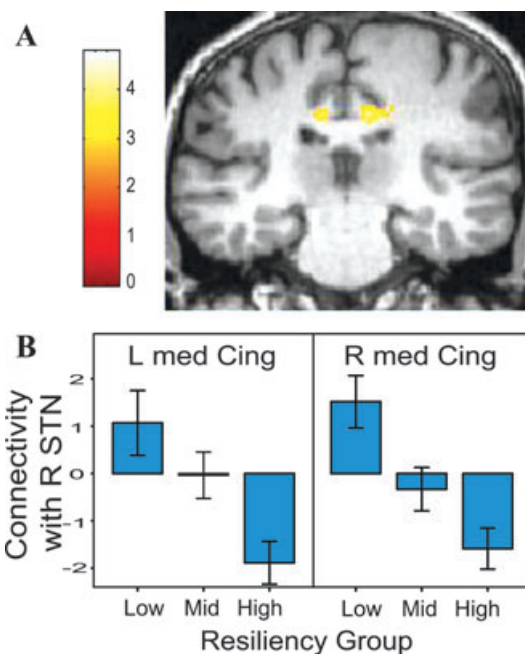 A
4
3
2
1
0
B
L med Cing
R med Cing
Connectivity
with R STN
2
1
0
-1
-2
Low Mid High Low Mid High
Resiliency Group